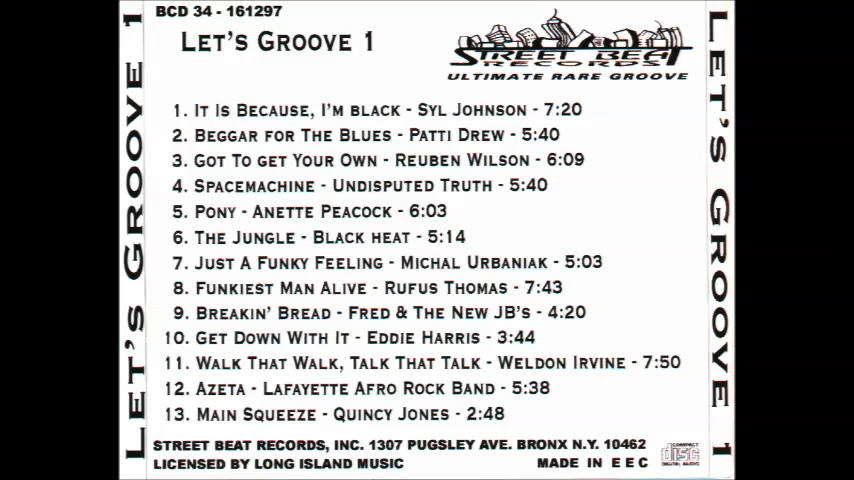 BCD 34 - 161297
LET'S GROOVE 1
STREET BEAT
RECORDS
ULTIMATE RARE GROOVE
1. IT IS BECAUSE, I'M BLACK - SYL JOHNSON - 7:20
2. BEGGAR FOR THE BLUES - PATTI DREW - 5:40
3. GOT TO GET YOUR OWN - REUBEN WILSON - 6:09
4. SPACEMACHINE - UNDISPUTED TRUTH - 5:40
5. PONY - ANETTE PEACOCK - 6:03
6. THE JUNGLE - BLACK HEAT - 5:14
7. JUST A FUNKY FEELING - MICHAL URBANIAK - 5:03
8. FUNKIEST MAN ALIVE - RUFUS THOMAS - 7:43
9. BREAKIN' BREAD - FRED & THE NEW JB'S - 4:20
10. GET DOWN WITH IT - EDDIE HARRIS - 3:44
11. WALK THAT WALK, TALK THAT TALK - WELDON IRVINE - 7:50
12. AZETA - LAFAYETTE AFRO ROCK BAND - 5:38
13. MAIN SQUEEZE - QUINCY JONES - 2:48
STREET BEAT RECORDS, INC. 1307 PUGSLEY AVE. BRONX N.Y. 10462
LICENSED BY LONG ISLAND MUSIC
MADE IN E E C
COMPACT
disc
DIGITAL AUDIO
LET'S GROOVE 1
LET'S GROOVE 1